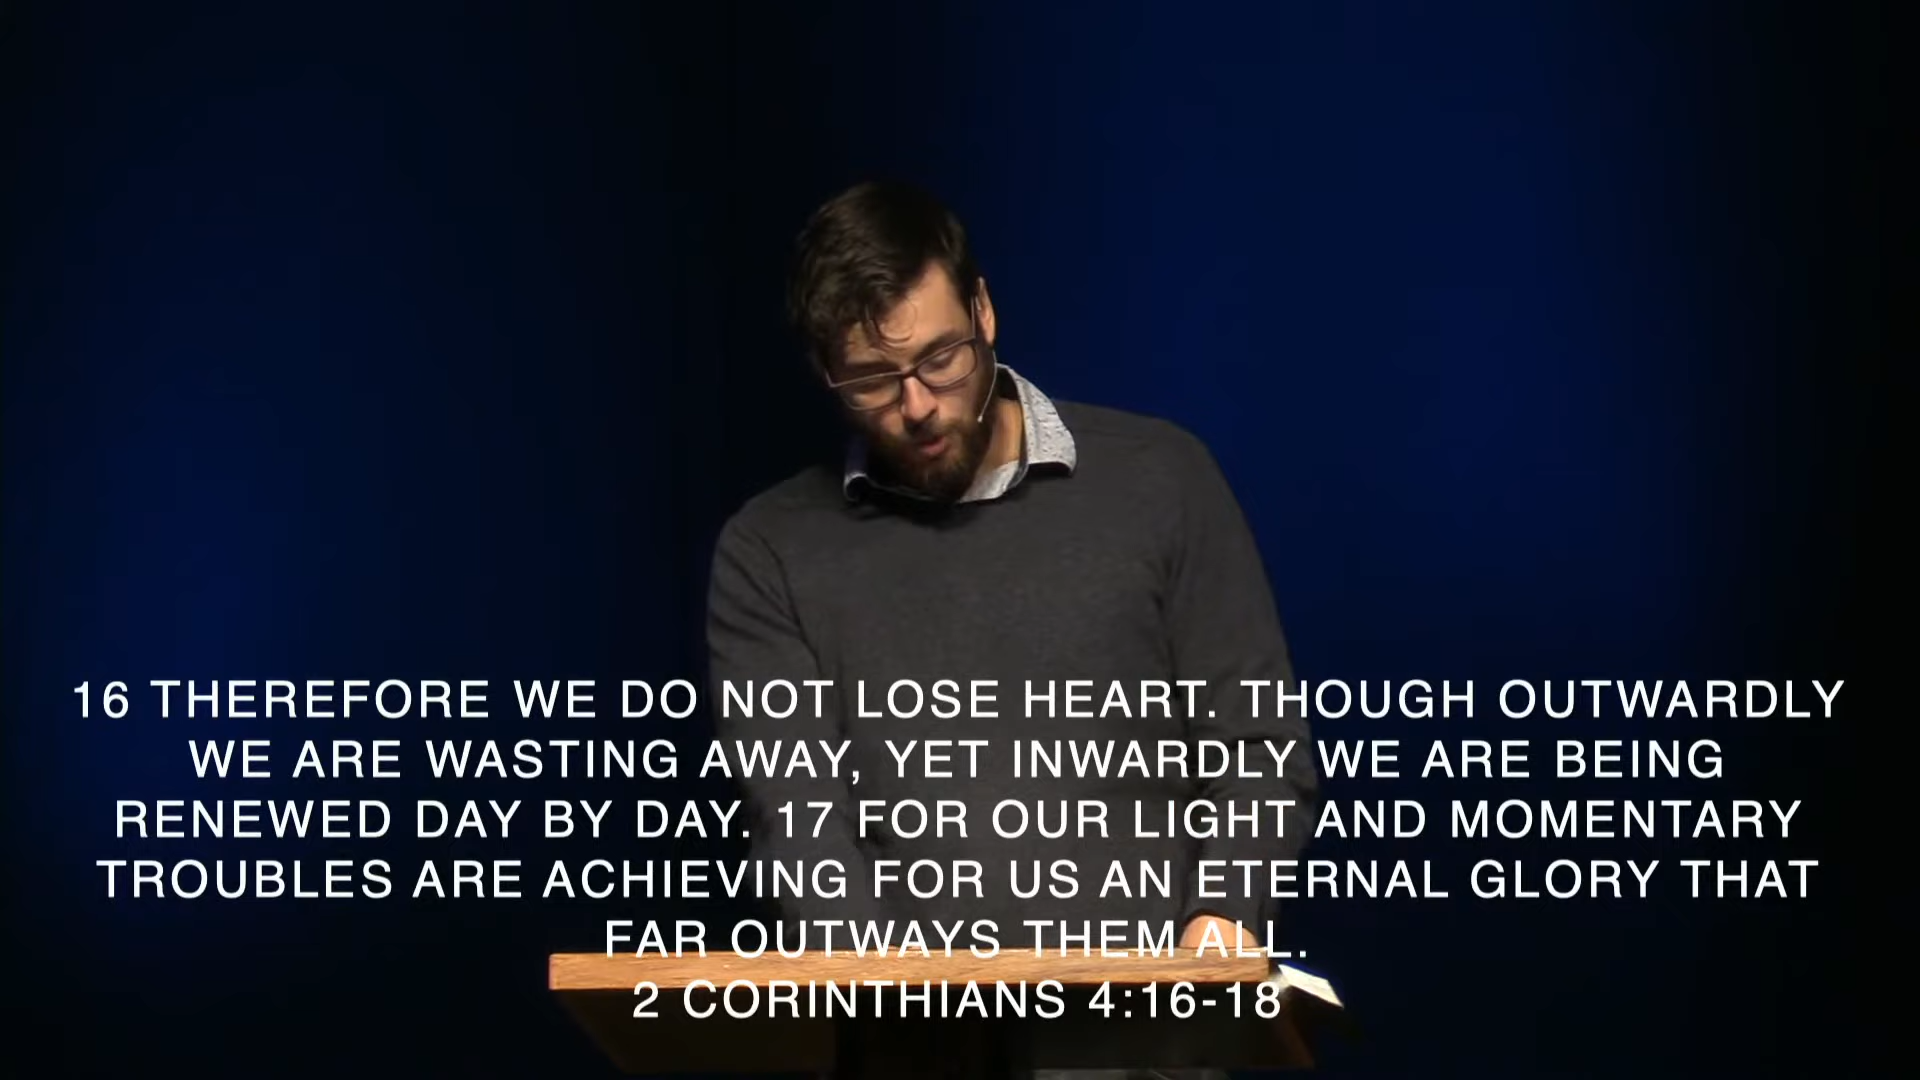 16 THEREFORE WE DO NOT LOSE HEART. THOUGH OUTWARDLY
WE ARE WASTING AWAY, YET INWARDLY WE ARE BEING
RENEWED DAY BY DAY. 17 FOR OUR LIGHT AND MOMENTARY
TROUBLES ARE ACHIEVING FOR US AN ETERNAL GLORY THAT
FAR OUTWAYS THEM ALL.
2 CORINTHIANS 4:16-18